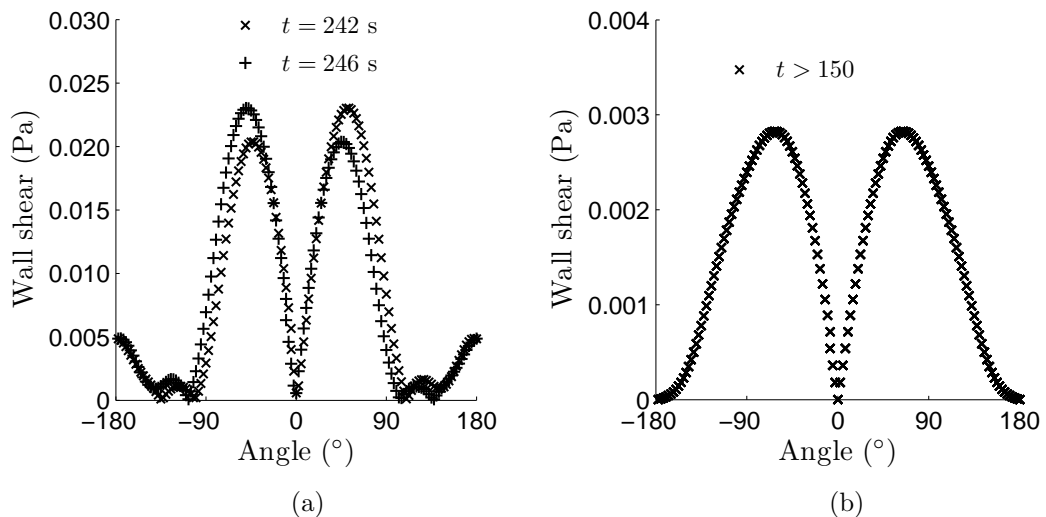 0.030
0.025
0.020
0.015
0.010
0.005
0
Wall shear (Pa)
× t = 242 s
+ t = 246 s
−180 −90 0 90 180
Angle (°)
(a)
0.004
0.003
0.002
0.001
0
Wall shear (Pa)
× t > 150
−180 −90 0 90 180
Angle (°)
(b)